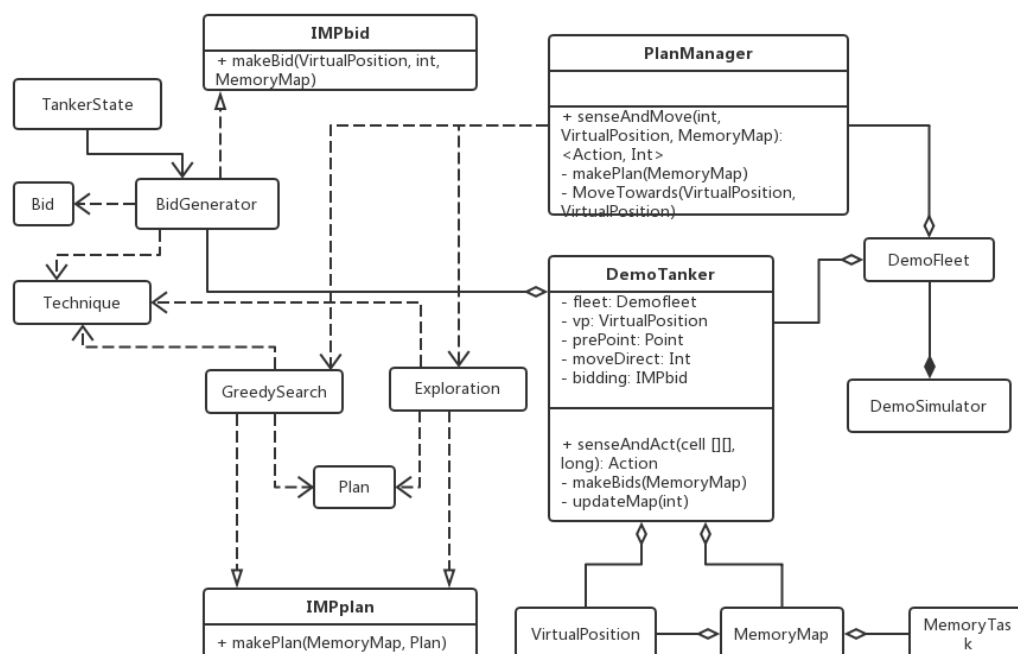 IMPbid
+ makeBid(VirtualPosition, int,
MemoryMap)
PlanManager
+ senseAndMove(int,
VirtualPosition, MemoryMap):
<Action, Int>
- makePlan(MemoryMap)
- MoveTowards(VirtualPosition,
VirtualPosition)
TankerState
Bid
BidGenerator
DemoFleet
Technique
DemoTanker
- fleet: Demofleet
- vp: VirtualPosition
- prePoint: Point
- moveDirect: Int
- bidding: IMPbid
+ senseAndAct(cell [][],
long): Action
- makeBids(MemoryMap)
- updateMap(int)
GreedySearch
Exploration
DemoSimulator
Plan
IMPplan
+ makePlan(MemoryMap, Plan)
VirtualPosition
MemoryMap
MemoryTas
k